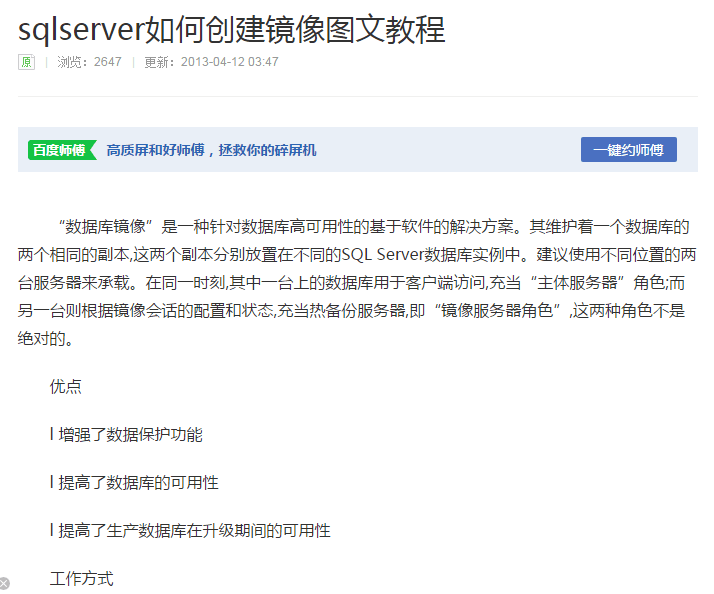 sqlserver如何创建镜像图文教程
原 | 浏览：2647 | 更新：2013-04-12 03:47
百度师傅 高质屏和好师傅，拯救你的碎屏机 一键约师傅
“数据库镜像”是一种针对数据库高可用性的基于软件的解决方案。其维护着一个数据库的
两个相同的副本,这两个副本分别放置在不同的SQL Server数据库实例中。建议使用不同位置的两
台服务器来承载。在同一时刻,其中一台上的数据库用于客户端访问,充当“主体服务器”角色;而
另一台则根据镜像会话的配置和状态,充当热备份服务器,即“镜像服务器角色”,这两种角色不是
绝对的。
优点
l 增强了数据保护功能
l 提高了数据库的可用性
l 提高了生产数据库在升级期间的可用性
工作方式